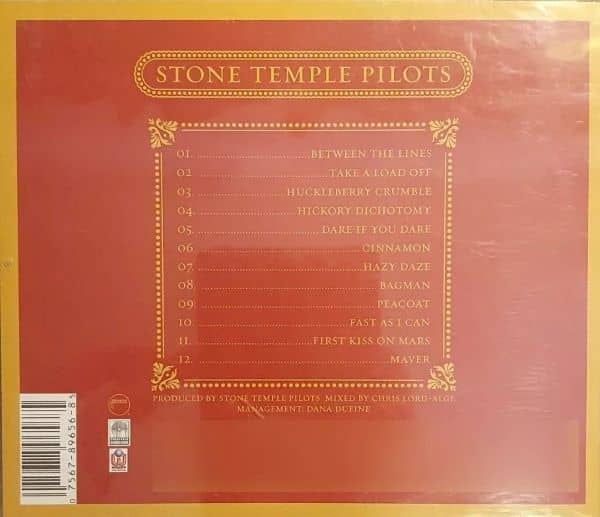 STONE TEMPLE PILOTS
01. BETWEEN THE LINES
02 TAKE A LOAD OFF
03. HUCKLEBERRY CRUMBLE
04. HICKORY DICHOTOMY
05. DARE IF YOU DARE
06 CINNAMON
07. HAZY DAZE
08. BAGMAN
09. PEACOAT
10. FAST AS I CAN
11. FIRST KISS ON MARS
12. MAVER
PRODUCED BY STONE TEMPLE PILOTS MIXED BY CHRIS LORD-ALGE
MANAGEMENT: DANA DUFINE
0 7567-89656-8